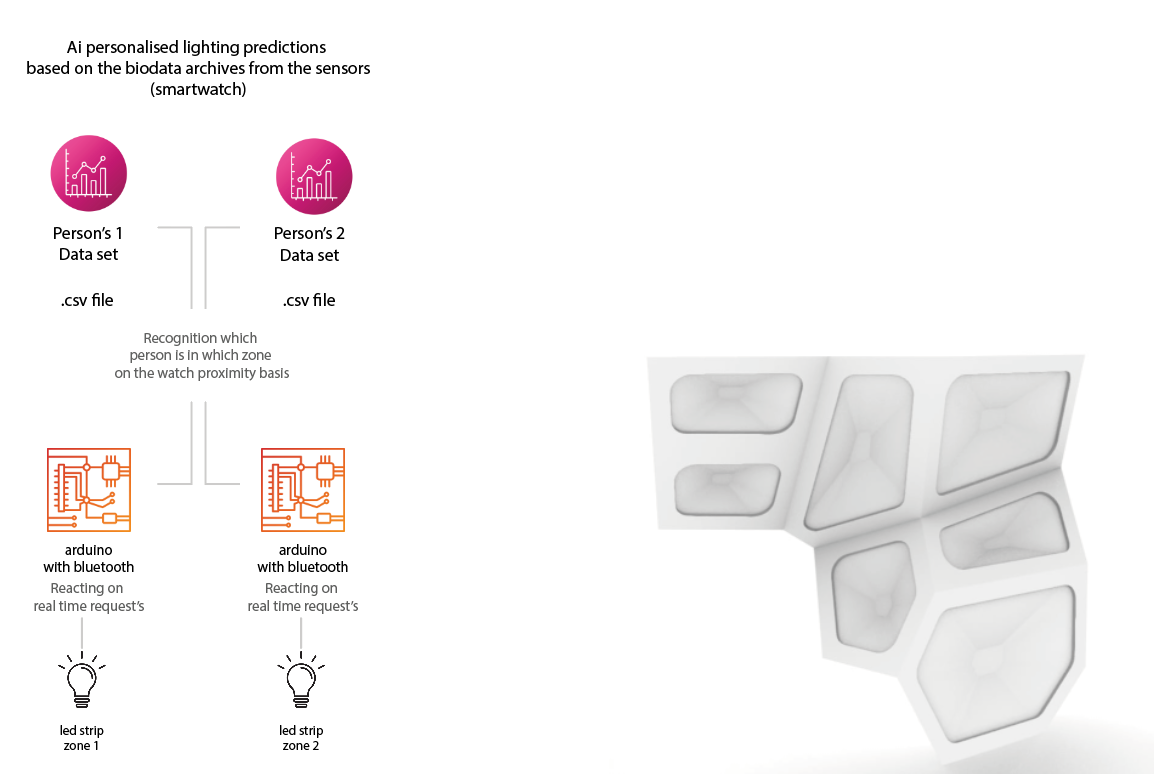 Ai personalised lighting predictions
based on the biodata archives from the sensors
(smartwatch)
Person's 1
Data set
.csv file
Person's 2
Data set
.csv file
Recognition which
person is in which zone
on the watch proximity basis
arduino
with bluetooth
Reacting on
real time request's
arduino
with bluetooth
Reacting on
real time request's
led strip
zone 1
led strip
zone 2